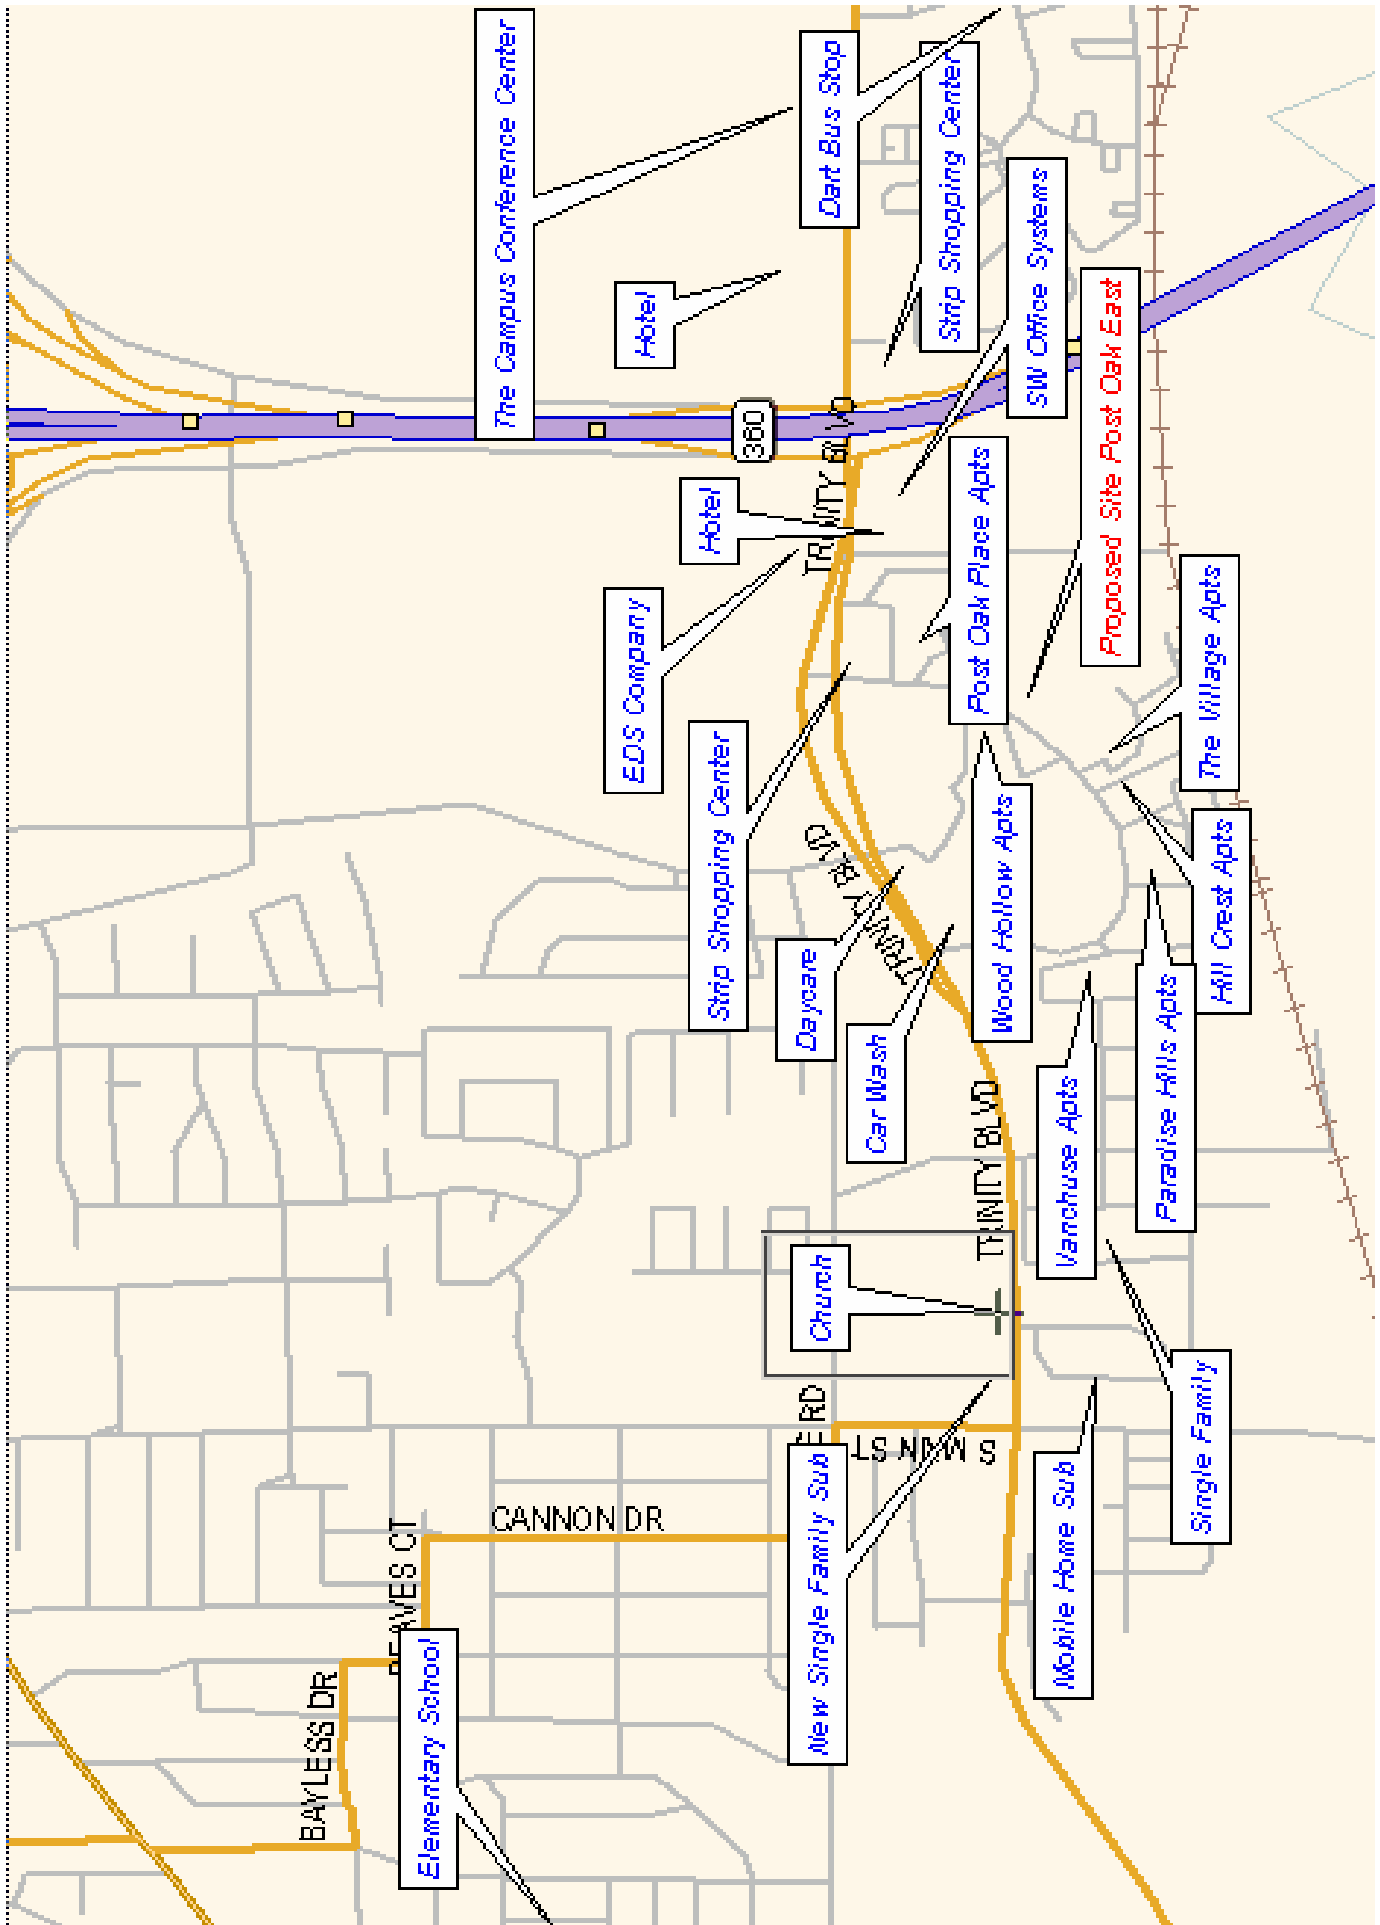 BAYLESS DR
CT
Elementary School
The Campus Conference Center
CANNON DR
EDS Company
Hotel
Hotel
Strip Shopping Center
360
Daycare
New Single Family Sub
RD
Church
TRINITY BLVD
TRINITY BLVD
Dart Bus Stop
Car Wash
S MAIN ST
Strip Shopping Center
TRINITY BLVD
Post Oak Place Apts
Wood Hollow Apts
SW Office Systems
Mobile Home Sub
Vanchuse Apts
Proposed Site Post Oak East
Paradise Hills Apts
Single Family
The Village Apts
Hill Crest Apts